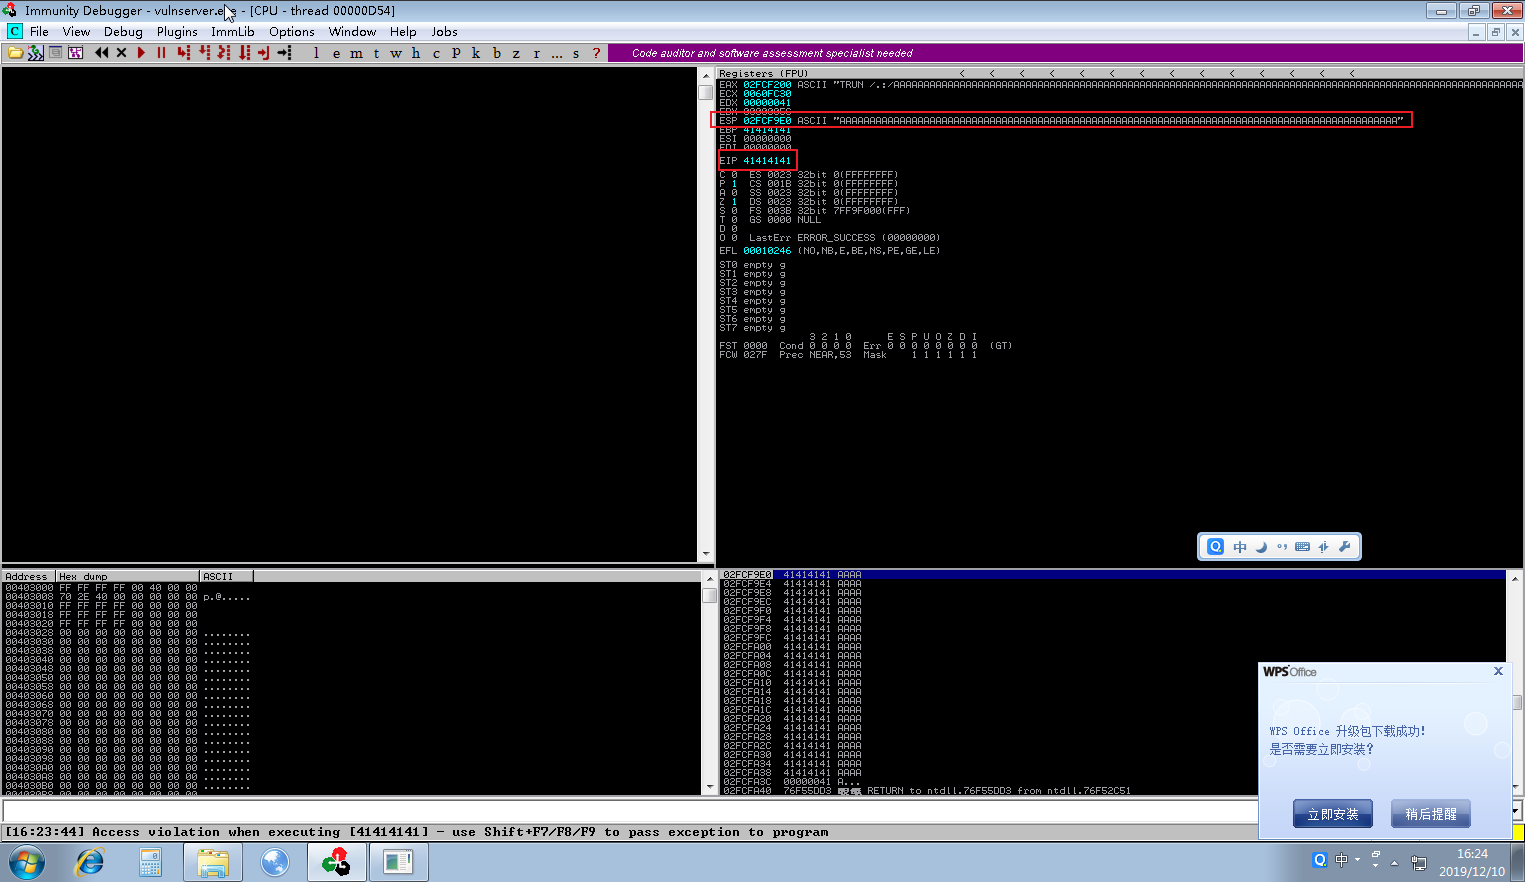 Immunity Debugger - vulnserver.exe - [CPU - thread 00000D54]
C File View Debug Plugins ImmLib Options Window Help Jobs
l e m t w h c P k b z r ... s ?
Code auditor and software assessment specialist needed
Registers (FPU) < < < < < < < < < < < < < <
EAX 02FCF200 ASCII "TRUN /.:/AAAAAAAAAAAAAAAAAAAAAAAAAAAAAAAAAAAAAAAAAAAAAAAAAAAAAAAAAAAAAAAAAAAAAAAAAAAAAAAAAAAAAAAAAAAAAAAAAAAAAAAAA
ECX 0060FC30
EDX 00000041
EBX 0000005C
ESP 02FCF9E0 ASCII "AAAAAAAAAAAAAAAAAAAAAAAAAAAAAAAAAAAAAAAAAAAAAAAAAAAAAAAAAAAAAAAAAAAAAAAAAAAAAAAAAAAAAAAAAAAAA"
EBP 41414141
ESI 00000000
EDI 00000000
EIP 41414141
C 0 ES 0023 32bit 0(FFFFFFFF)
P 1 CS 001B 32bit 0(FFFFFFFF)
A 0 SS 0023 32bit 0(FFFFFFFF)
Z 1 DS 0023 32bit 0(FFFFFFFF)
S 0 FS 003B 32bit 7FF9F000(FFF)
T 0 GS 0000 NULL
D 0
O 0 LastErr ERROR_SUCCESS (00000000)
EFL 00010246 (NO,NB,E,BE,NS,PE,GE,LE)
ST0 empty g
ST1 empty g
ST2 empty g
ST3 empty g
ST4 empty g
ST5 empty g
ST6 empty g
ST7 empty g
3 2 1 0 E S P U O Z D I
FST 0000 Cond 0 0 0 0 Err 0 0 0 0 0 0 0 0 (GT)
FCW 027F Prec NEAR,53 Mask 1 1 1 1 1 1
中
Address Hex dump ASCII
00403000 FF FF FF FF 00 40 00 00
00403008 70 2E 40 00 00 00 00 00 p.@.....
00403010 FF FF FF FF 00 00 00 00
00403018 FF FF FF FF 00 00 00 00
00403020 FF FF FF FF 00 00 00 00
00403028 00 00 00 00 00 00 00 00 ........
00403030 00 00 00 00 00 00 00 00 ........
00403038 00 00 00 00 00 00 00 00 ........
00403040 00 00 00 00 00 00 00 00 ........
00403048 00 00 00 00 00 00 00 00 ........
00403050 00 00 00 00 00 00 00 00 ........
00403058 00 00 00 00 00 00 00 00 ........
00403060 00 00 00 00 00 00 00 00 ........
00403068 00 00 00 00 00 00 00 00 ........
00403070 00 00 00 00 00 00 00 00 ........
00403078 00 00 00 00 00 00 00 00 ........
00403080 00 00 00 00 00 00 00 00 ........
00403088 00 00 00 00 00 00 00 00 ........
00403090 00 00 00 00 00 00 00 00 ........
00403098 00 00 00 00 00 00 00 00 ........
004030A0 00 00 00 00 00 00 00 00 ........
004030A8 00 00 00 00 00 00 00 00 ........
004030B0 00 00 00 00 00 00 00 00 ........
004030B8 00 00 00 00 00 00 00 00
02FCF9E0 41414141 AAAA
02FCF9E4 41414141 AAAA
02FCF9E8 41414141 AAAA
02FCF9EC 41414141 AAAA
02FCF9F0 41414141 AAAA
02FCF9F4 41414141 AAAA
02FCF9F8 41414141 AAAA
02FCF9FC 41414141 AAAA
02FCFA00 41414141 AAAA
02FCFA04 41414141 AAAA
02FCFA08 41414141 AAAA
02FCFA0C 41414141 AAAA
02FCFA10 41414141 AAAA
02FCFA14 41414141 AAAA
02FCFA18 41414141 AAAA
02FCFA1C 41414141 AAAA
02FCFA20 41414141 AAAA
02FCFA24 41414141 AAAA
02FCFA28 41414141 AAAA
02FCFA2C 41414141 AAAA
02FCFA30 41414141 AAAA
02FCFA34 41414141 AAAA
02FCFA38 41414141 AAAA
02FCFA3C 00000041 A...
02FCFA40 76F55DD3 RETURN to ntdll.76F55DD3 from ntdll.76F52C51
WPS Office
WPS Office 升级包下载成功!
是否需要立即安装?
立即安装 稍后提醒
[16:23:44] Access violation when executing [41414141] - use Shift+F7/F8/F9 to pass exception to program
中
16:24
2019/12/10